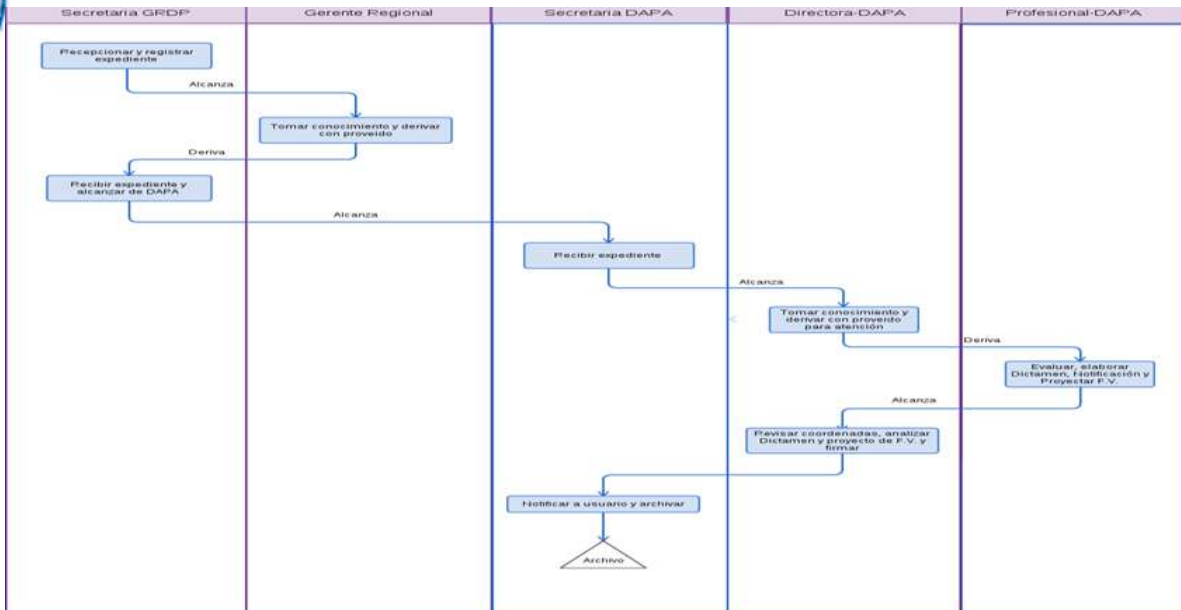 Secretaria GRDP
Gerente Regional
Secretaria DAPA
Directora-DAPA
Profesional-DAPA
Recepcionar y registrar
expediente
Alcanza
Tomar conocimiento y derivar
con proveido
Deriva
Recibir expediente y
alcanzar de DAPA
Alcanza
Recibir expediente
Alcanza
Tomar conocimiento y
derivar con proveido
para atención
Deriva
Evaluar, elaborar
Dictamen, Notificación y
Proyectar F.V.
Alcanza
Revisar coordenadas, analizar
Dictamen y proyecto de F.V. y
firmar
Notificar a usuario y archivar
Archivo